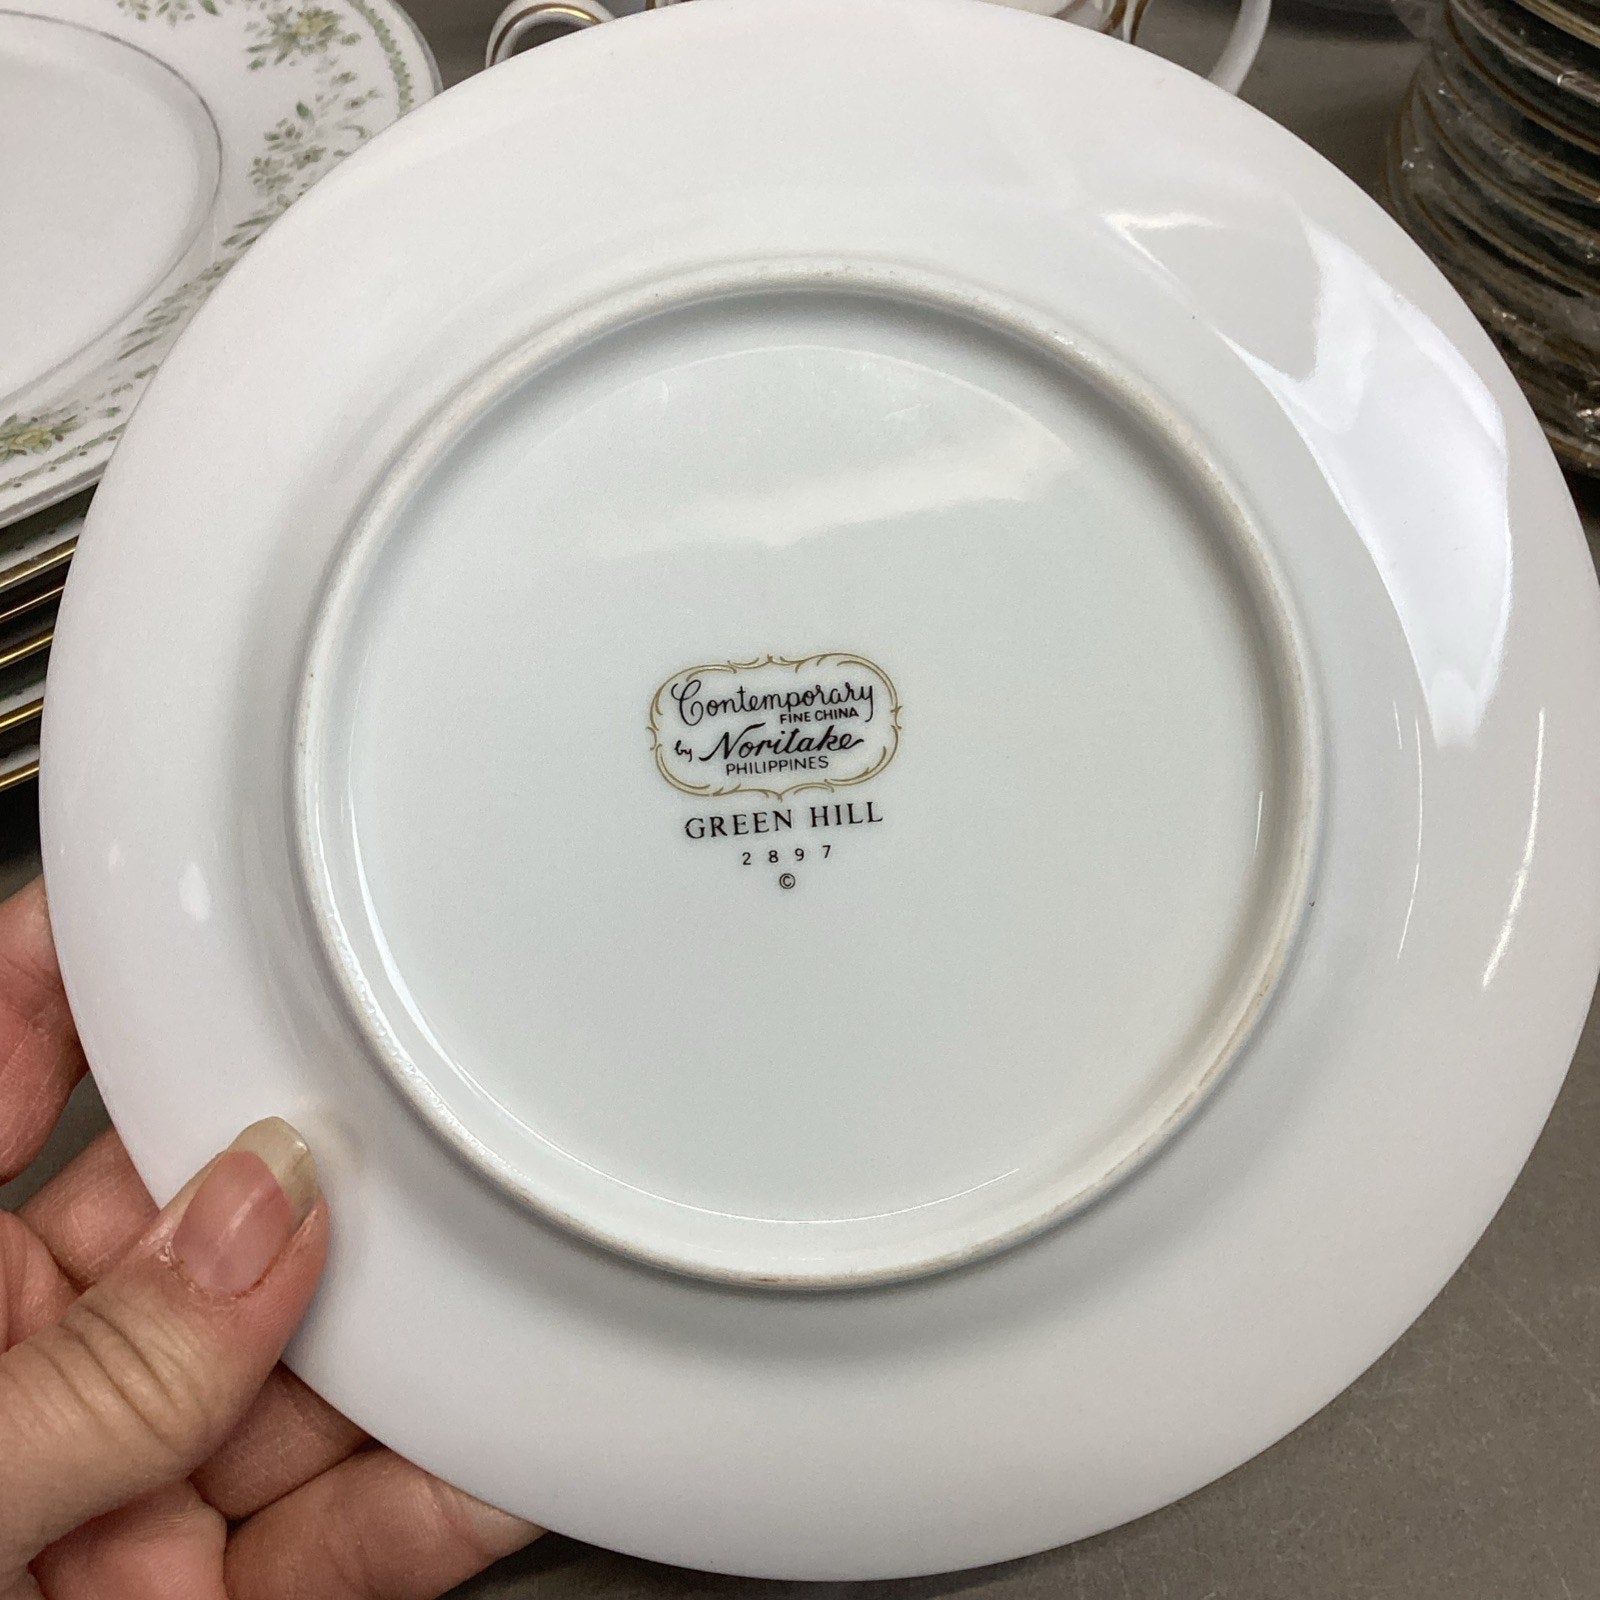 Contemporary
FINE CHINA
by Noritake
PHILIPPINES
GREEN HILL
2897
©